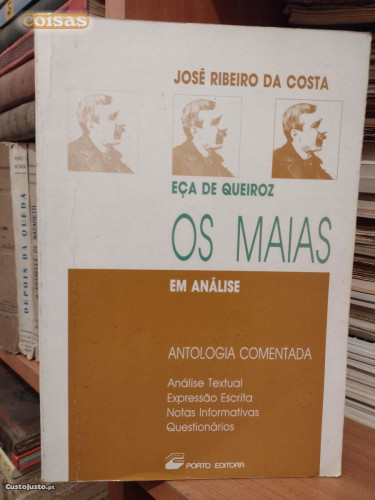 coisas
JOSÉ RIBEIRO DA COSTA
EÇA DE QUEIROZ
OS MAIAS
EM ANÁLISE
ANTOLOGIA COMENTADA
Análise Textual
Expressão Escrita
Notas Informativas
Questionários
PORTO EDITORA
DEPOIS DA QUEDA
CustoJusto.pt